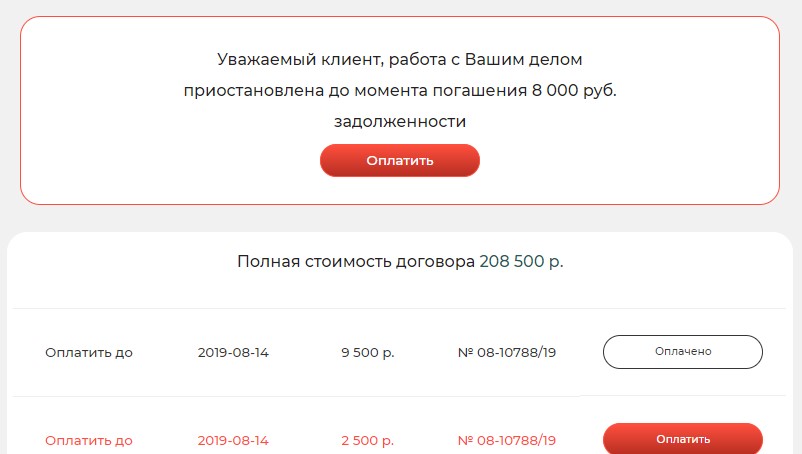 Уважаемый клиент, работа с Вашим делом
приостановлена до момента погашения 8 000 руб.
задолженности
Оплатить
Полная стоимость договора 208 500 р.
Оплатить до 2019-08-14 9 500 р. № 08-10788/19 Оплачено
Оплатить до 2019-08-14 2 500 р. № 08-10788/19 Оплатить